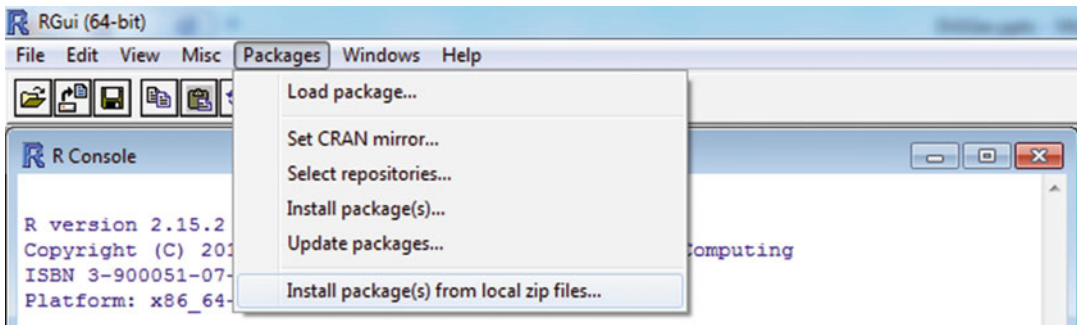 RGui (64-bit)
File Edit View Misc Packages Windows Help
Load package...
Set CRAN mirror...
Select repositories...
Install package(s)...
Update packages...
Install package(s) from local zip files...
R Console
R version 2.15.2
Copyright (C) 201 Computing
ISBN 3-900051-07-
Platform: x86_64-